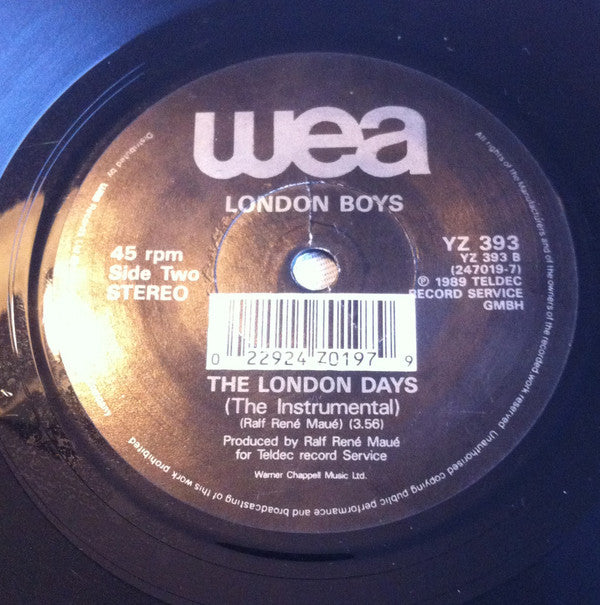 wea
LONDON BOYS
45 rpm
Side Two
STEREO
YZ 393
YZ 393 B
(247019-7)
℗ 1989 TELDEC
RECORD SERVICE
GMBH
0 22924 70197 9
THE LONDON DAYS
(The Instrumental)
(Ralf René Maué) (3.56)
Produced by Ralf René Maué
for Teldec record Service
Warner Chappell Music Ltd.
All rights of the Manufacturers and of the owners of the recorded work reserved. Unauthorised copying public performance and broadcasting of this work prohibited
Distributed by